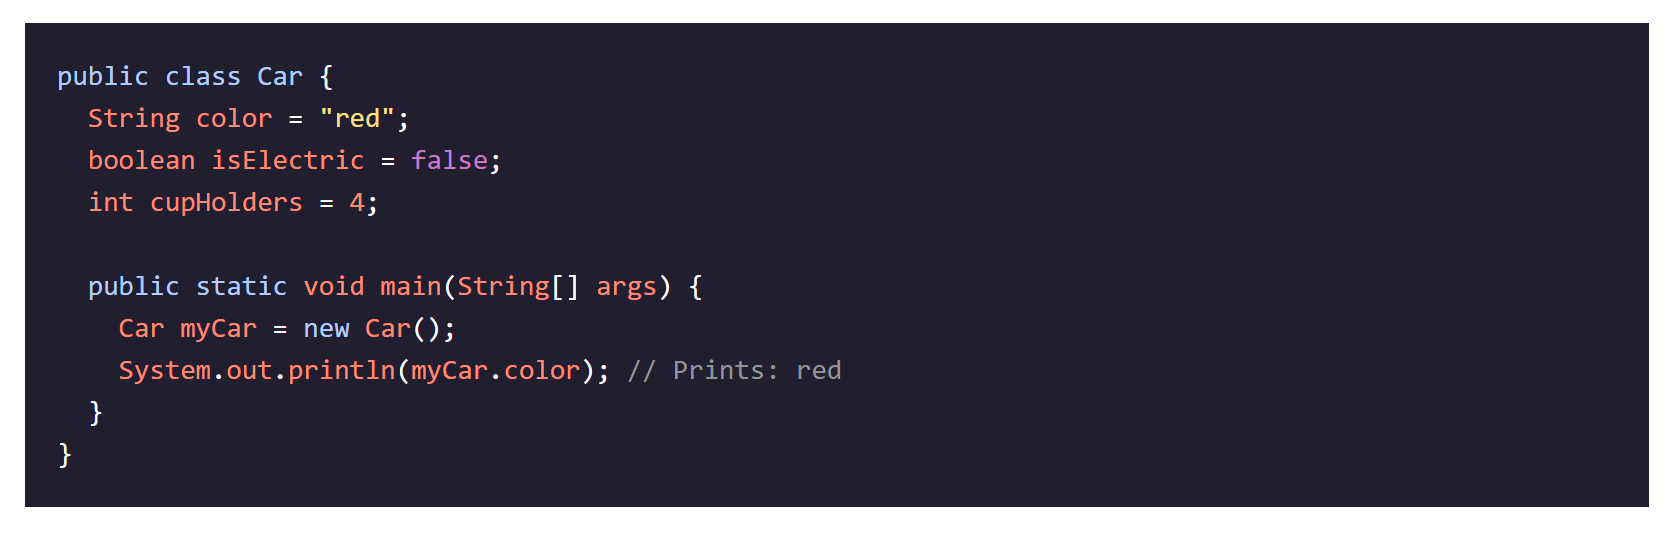 public class Car {
  String color = "red";
  boolean isElectric = false;
  int cupHolders = 4;

  public static void main(String[] args) {
    Car myCar = new Car();
    System.out.println(myCar.color); // Prints: red
  }
}